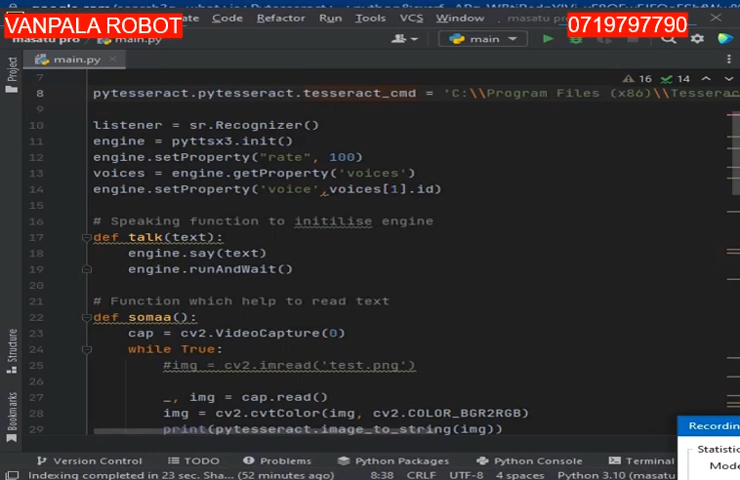 VANPALA ROBOT
0719797790
Code
Refactor
Run
Tools
VCS
Window
masatu pro
main.py
main
Project
main.py
16
14
7
8 pytesseract.pytesseract.tesseract_cmd = 'C:\\Program Files (x86)\\Tesserac
9
10 listener = sr.Recognizer()
11 engine = pyttsx3.init()
12 engine.setProperty("rate", 100)
13 voices = engine.getProperty('voices')
14 engine.setProperty('voice',voices[1].id)
15
16 # Speaking function to initilise engine
17 def talk(text):
18 engine.say(text)
19 engine.runAndWait()
20
21 # Function which help to read text
22 def somaa():
23 cap = cv2.VideoCapture(0)
24 while True:
25 #img = cv2.imread('test.png')
26
27 _, img = cap.read()
28 img = cv2.cvtColor(img, cv2.COLOR_BGR2RGB)
29 print(pytesseract.image_to_string(img))
Structure
Bookmarks
Recordin
Statistic
Mode
Version Control
TODO
Problems
Python Packages
Python Console
Terminal
Indexing completed in 23 sec. Sha... (52 minutes ago)
8:38
CRLF
UTF-8
4 spaces
Python 3.10 (masatu